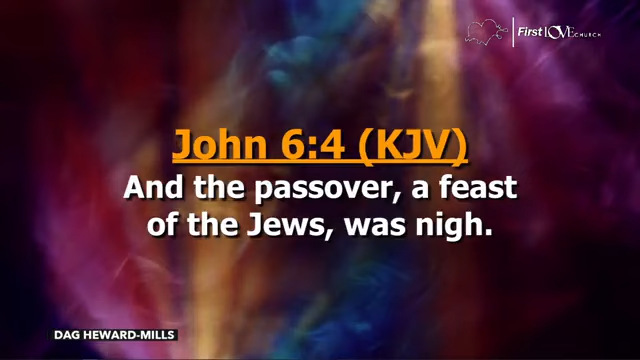 First LOVE CHURCH
John 6:4 (KJV)
And the passover, a feast
of the Jews, was nigh.
DAG HEWARD-MILLS